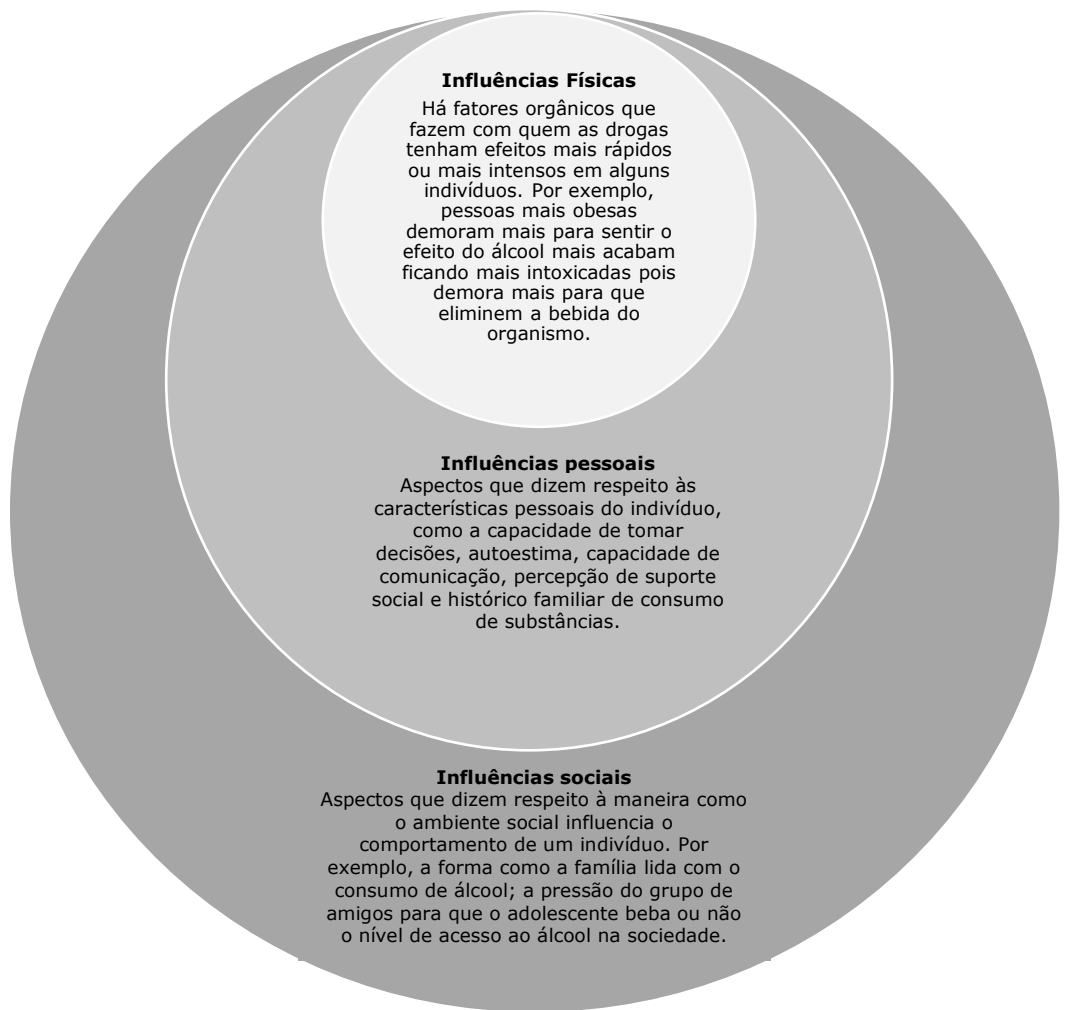 Influências Físicas
Há fatores orgânicos que
fazem com quem as drogas
tenham efeitos mais rápidos
ou mais intensos em alguns
indivíduos. Por exemplo,
pessoas mais obesas
demoram mais para sentir o
efeito do álcool mais acabam
ficando mais intoxicadas pois
demora mais para que
eliminem a bebida do
organismo.
Influências pessoais
Aspectos que dizem respeito às
características pessoais do indivíduo,
como a capacidade de tomar
decisões, autoestima, capacidade de
comunicação, percepção de suporte
social e histórico familiar de consumo
de substâncias.
Influências sociais
Aspectos que dizem respeito à maneira como
o ambiente social influencia o
comportamento de um indivíduo. Por
exemplo, a forma como a família lida com o
consumo de álcool; a pressão do grupo de
amigos para que o adolescente beba ou não
o nível de acesso ao álcool na sociedade.